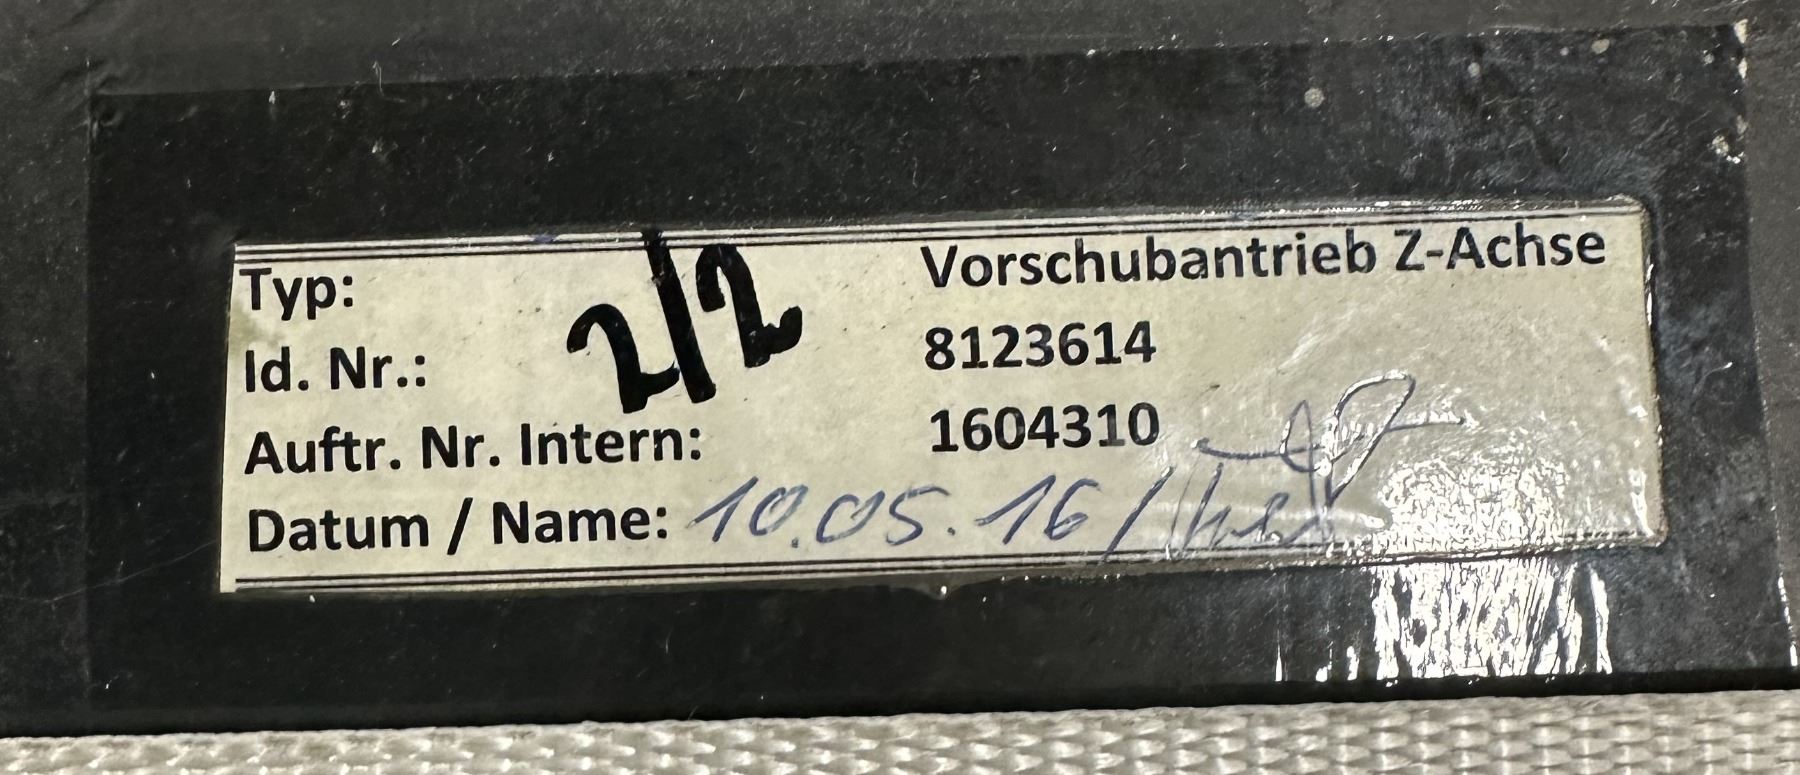 Typ: Vorschubantrieb Z-Achse
2/2
Id. Nr.: 8123614
Auftr. Nr. Intern: 1604310
Datum / Name: 10.05.16 /